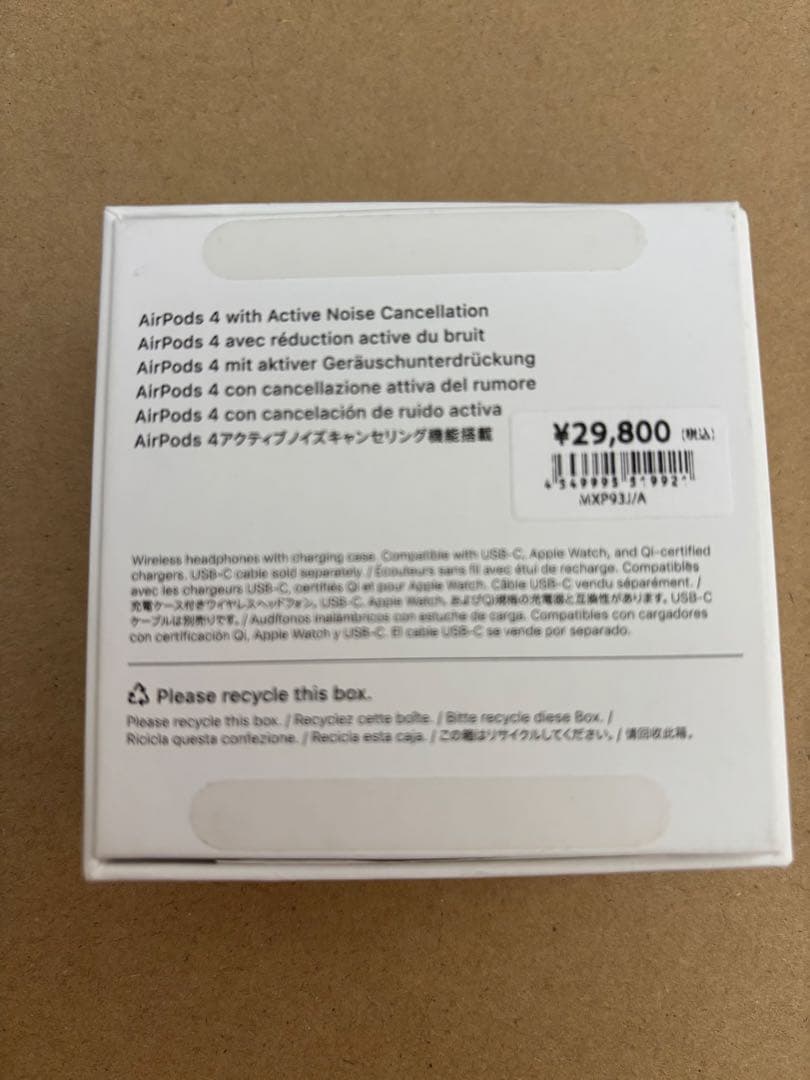 AirPods 4 with Active Noise Cancellation
AirPods 4 avec réduction active du bruit
AirPods 4 mit aktiver Geräuschunterdrückung
AirPods 4 con cancellazione attiva del rumore
AirPods 4 con cancelación de ruido activa
AirPods 4アクティブノイズキャンセリング機能搭載
¥29,800 (税込)
MXP93J/A
Wireless headphones with charging case. Compatible with USB-C, Apple Watch, and Qi-certified
chargers. USB-C cable sold separately. / Écouteurs sans fil avec étui de recharge. Compatibles
avec les chargeurs USB-C, certifiés Qi et pour Apple Watch. Câble USB-C vendu séparément. /
充電ケース付きワイヤレスヘッドフォン。USB-C、Apple Watch、およびQi規格の充電器と互換性があります。USB-C
ケーブルは別売りです。/ Audífonos inalámbricos con estuche de carga. Compatibles con cargadores
con certificación Qi, Apple Watch y USB-C. El cable USB-C se vende por separado.
Please recycle this box.
Please recycle this box. / Recyclez cette boîte. / Bitte recycle diese Box. /
Ricicla questa confezione. / Recicla esta caja. / この箱はリサイクルしてください。/ 请回收此箱。